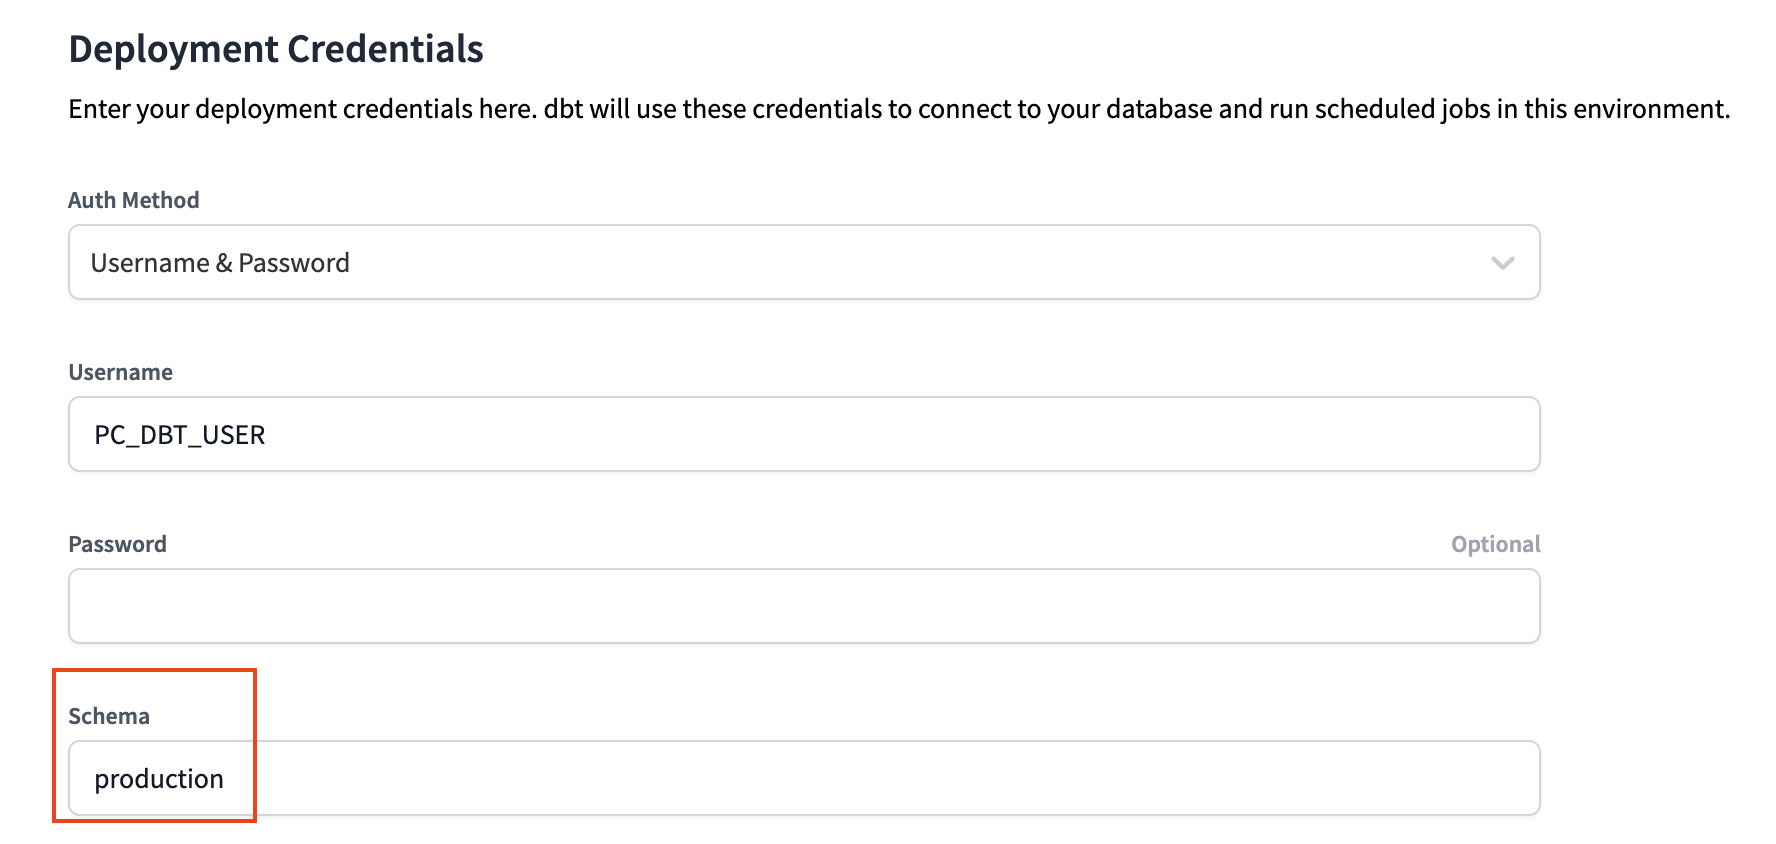 Deployment Credentials
Enter your deployment credentials here. dbt will use these credentials to connect to your database and run scheduled jobs in this environment.
Auth Method
Username & Password
Username
PC_DBT_USER
Password
Optional
Schema
production